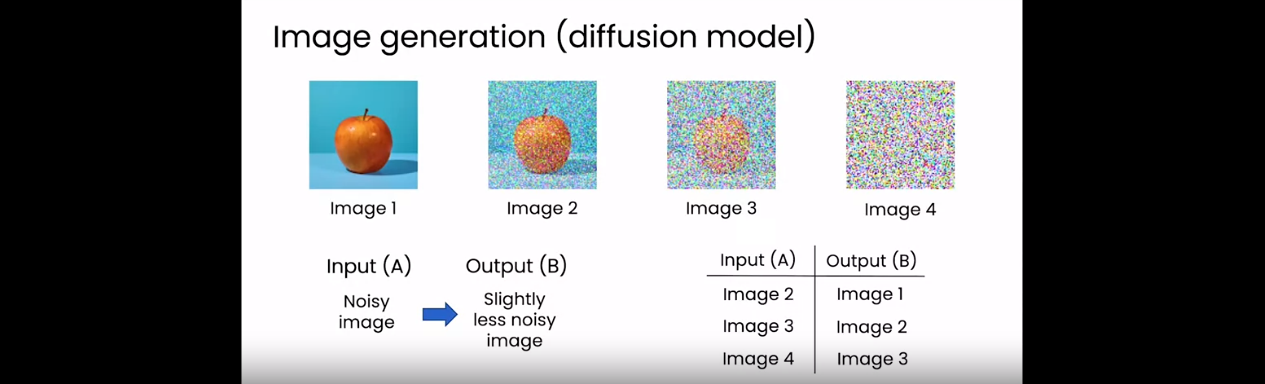 Image generation (diffusion model)
Image 1
Image 2
Image 3
Image 4
Input (A)
Output (B)
Noisy
image
Slightly
less noisy
image
Input (A)
Output (B)
Image 2
Image 1
Image 3
Image 2
Image 4
Image 3